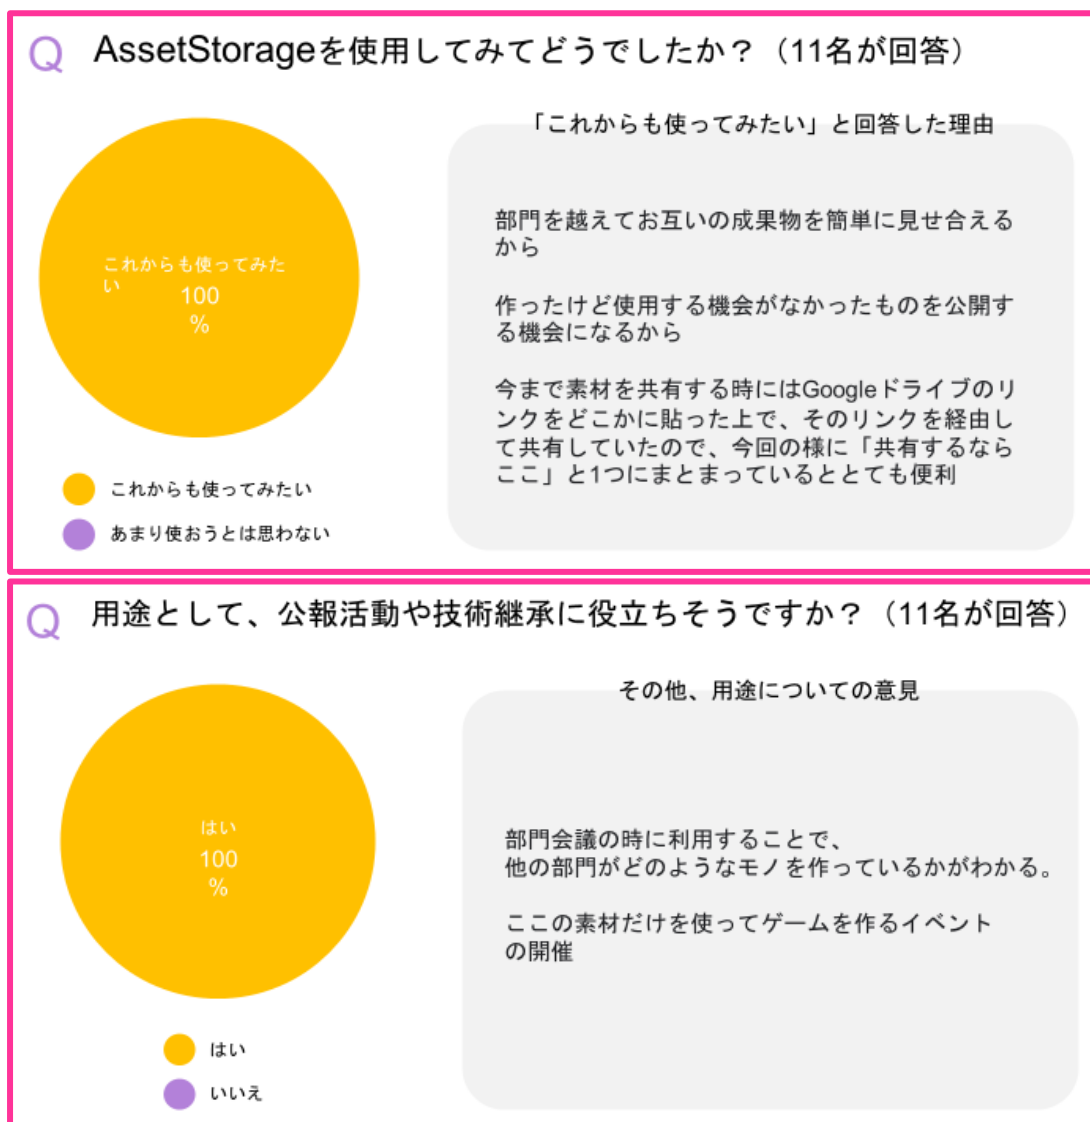 Q AssetStorageを使用してみてどうでしたか？（11名が回答）
これからも使ってみた
い
100
%
これからも使ってみたい
あまり使おうとは思わない
「これからも使ってみたい」と回答した理由
部門を越えてお互いの成果物を簡単に見せ合える
から
作ったけど使用する機会がなかったものを公開す
る機会になるから
今まで素材を共有する時にはGoogleドライブのリ
ンクをどこかに貼った上で、そのリンクを経由し
て共有していたので、今回の様に「共有するなら
ここ」と1つにまとまっているととても便利
Q 用途として、公報活動や技術継承に役立ちそうですか？（11名が回答）
はい
100
%
はい
いいえ
その他、用途についての意見
部門会議の時に利用することで、
他の部門がどのようなモノを作っているかがわかる。
ここの素材だけを使ってゲームを作るイベント
の開催